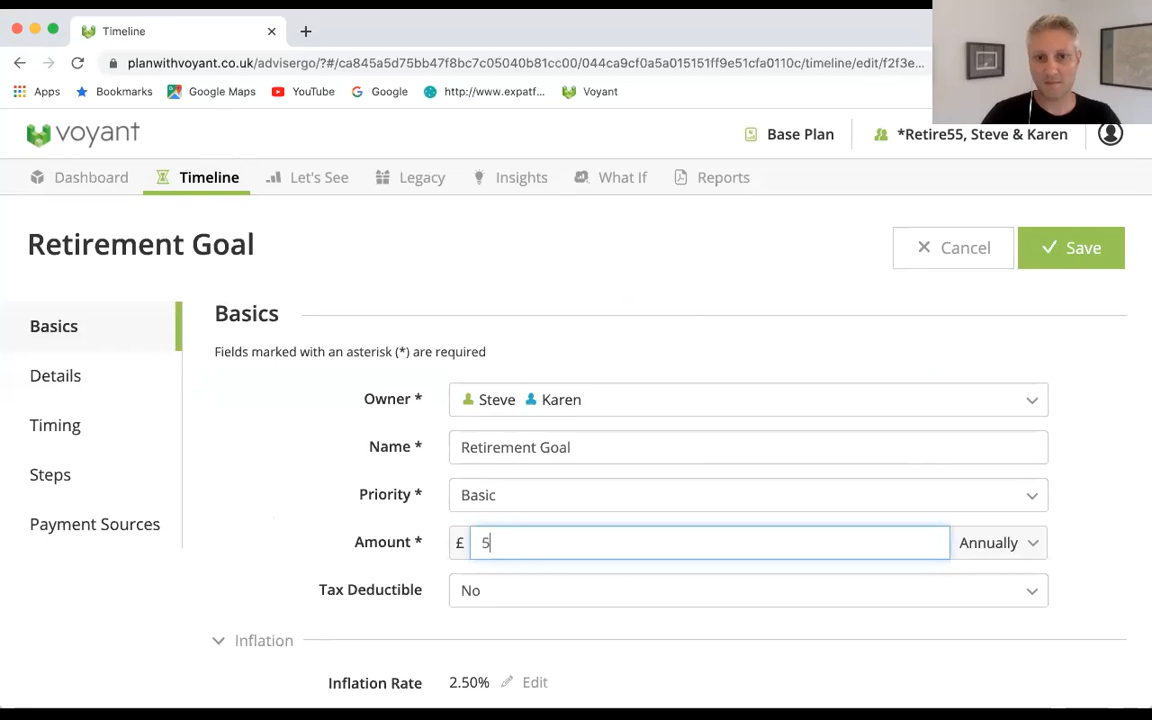 Timeline
planwithvoyant.co.uk/advisergo/?#/ca845a5d75bb47f8bc7c05040b81cc00/044ca9cf0a5a015151ff9e51cfa0110c/timeline/edit/f2f3e...
Apps Bookmarks Google Maps YouTube Google http://www.expatf... Voyant
voyant Base Plan *Retire55, Steve & Karen
Dashboard Timeline Let's See Legacy Insights What If Reports
Retirement Goal Cancel Save
Basics
Details
Timing
Steps
Payment Sources
Basics
Fields marked with an asterisk (*) are required
Owner * Steve Karen
Name * Retirement Goal
Priority * Basic
Amount * £ 5 Annually
Tax Deductible No
Inflation
Inflation Rate 2.50% Edit